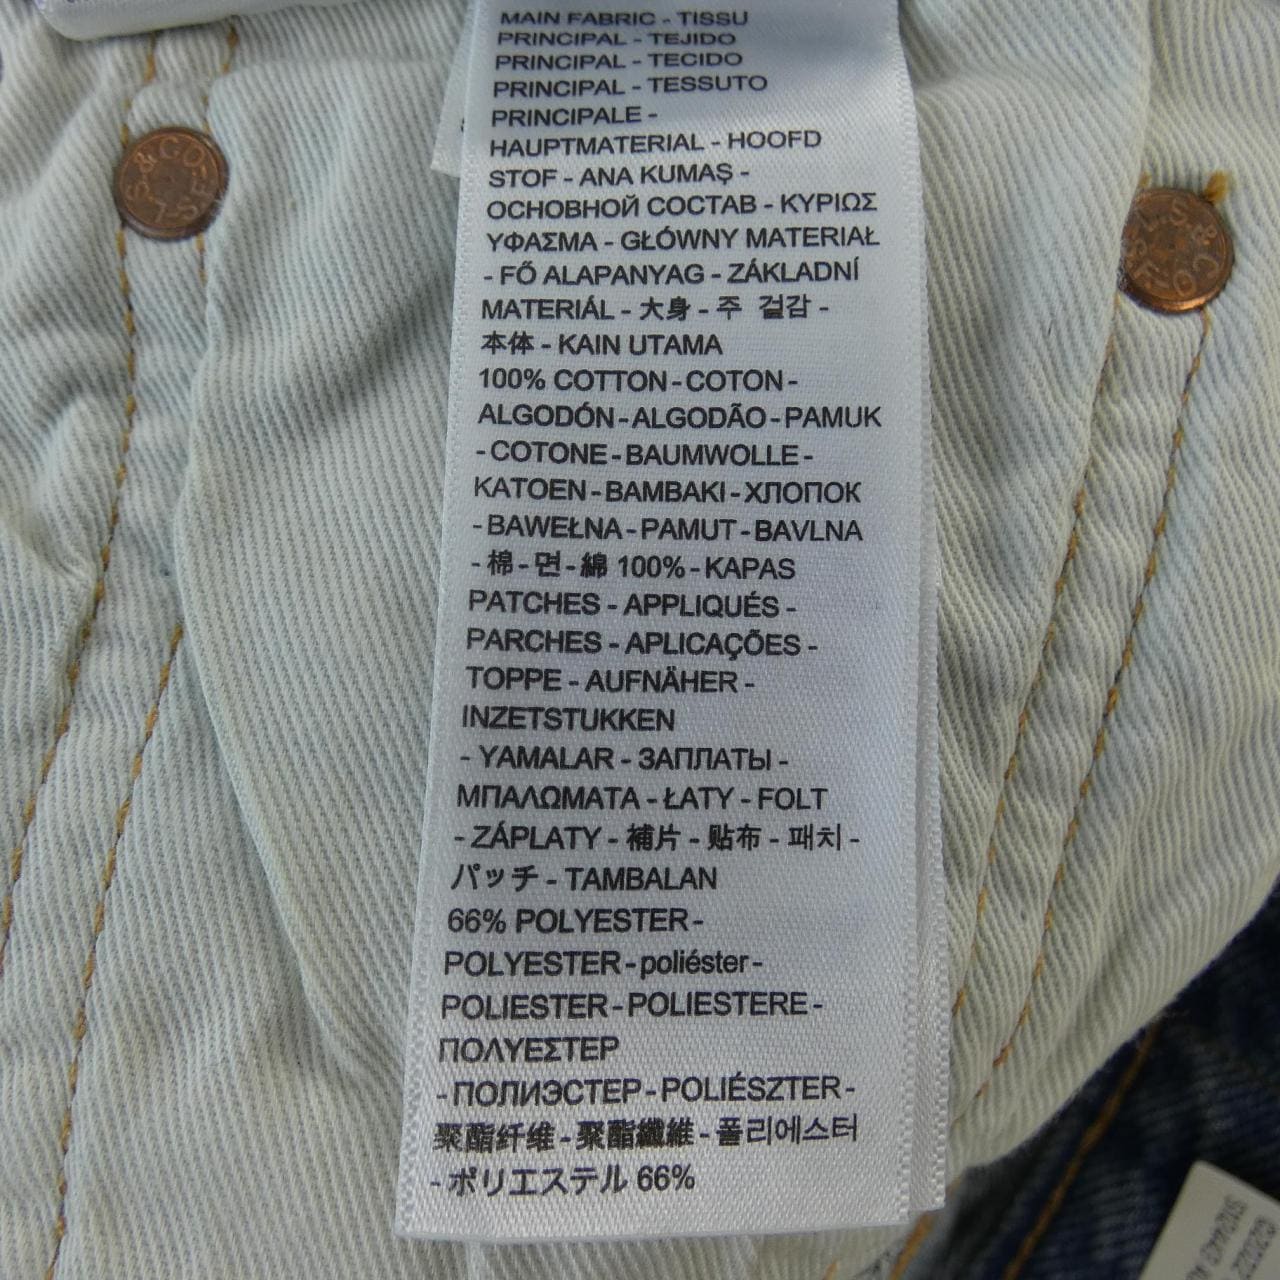 MAIN FABRIC - TISSU
PRINCIPAL - TEJIDO
PRINCIPAL - TECIDO
PRINCIPAL - TESSUTO
PRINCIPALE -
HAUPTMATERIAL - HOOFD
STOF - ANA KUMAŞ -
ОСНОВНОЙ СОСТАВ - ΚΥΡΙΩΣ
ΥΦΑΣΜΑ - GŁÓWNY MATERIAŁ
- FŐ ALAPANYAG - ZÁKLADNÍ
MATERIÁL - 大身 - 주 걸감 -
本体 - KAIN UTAMA
100% COTTON - COTON -
ALGODÓN - ALGODÃO - PAMUK
- COTONE - BAUMWOLLE -
KATOEN - BAMBAKI - ХЛОПОК
- BAWEŁNA - PAMUT - BAVLNA
- 棉 - 면 - 綿 100% - KAPAS
PATCHES - APPLIQUÉS -
PARCHES - APLICAÇÕES -
TOPPE - AUFNÄHER -
INZETSTUKKEN
- YAMALAR - ЗАПЛАТЫ -
ΜΠΑΛΩΜΑΤΑ - ŁATY - FOLT
- ZÁPLATY - 補片 - 贴布 - 패치 -
パッチ - TAMBALAN
66% POLYESTER -
POLYESTER - poliéster -
POLIESTER - POLIESTERE -
ΠΟΛΥΕΣΤΕΡ
- ПОЛИЭСТЕР - POLIÉSZTER -
聚酯纤维 - 聚酯纖維 - 폴리에스터
- ポリエステル 66%